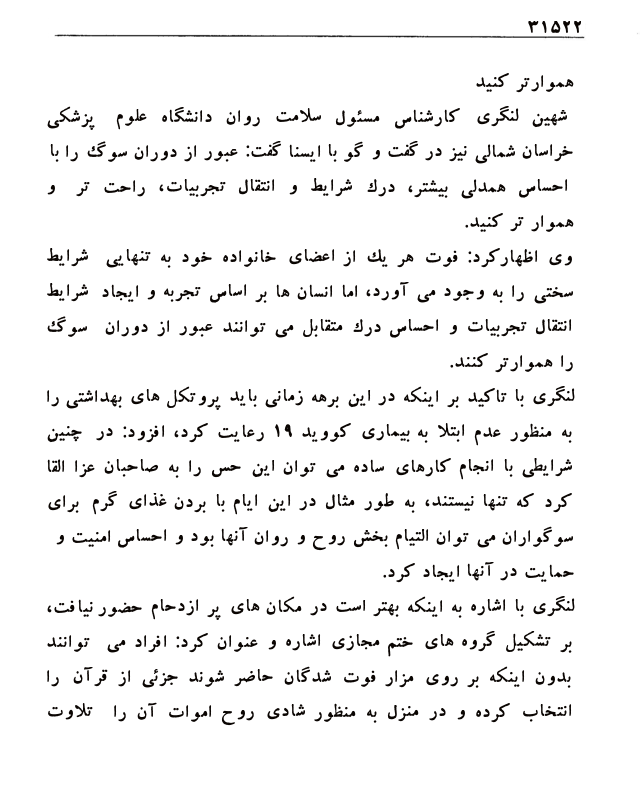 ۳۱۵۲۲
هموارتر کنید
شهین لنگری کارشناس مسئول سلامت روان دانشگاه علوم پزشکی
خراسان شمالی نیز در گفت و گو با ایسنا گفت: عبور از دوران سوگ را با
احساس همدلی بیشتر، درك شرایط و انتقال تجربیات، راحت تر و
هموار تر کنید.
وی اظهارکرد: فوت هر یك از اعضای خانواده خود به تنهایی شرایط
سختی را به وجود می آورد، اما انسان ها بر اساس تجربه و ایجاد شرایط
انتقال تجربیات و احساس درك متقابل می توانند عبور از دوران سوگ
را هموارتر کنند.
لنگری با تاکید بر اینکه در این برهه زمانی باید پروتکل های بهداشتی را
به منظور عدم ابتلا به بیماری کووید ۱۹ رعایت کرد، افزود: در چنین
شرایطی با انجام کارهای ساده می توان این حس را به صاحبان عزا القا
کرد که تنها نیستند، به طور مثال در این ایام با بردن غذای گرم برای
سوگواران می توان التیام بخش روح و روان آنها بود و احساس امنیت و
حمایت در آنها ایجاد کرد.
لنگری با اشاره به اینکه بهتر است در مکان های پر ازدحام حضور نیافت،
بر تشکیل گروه های ختم مجازی اشاره و عنوان کرد: افراد می توانند
بدون اینکه بر روی مزار فوت شدگان حاضر شوند جزئی از قرآن را
انتخاب کرده و در منزل به منظور شادی روح اموات آن را تلاوت